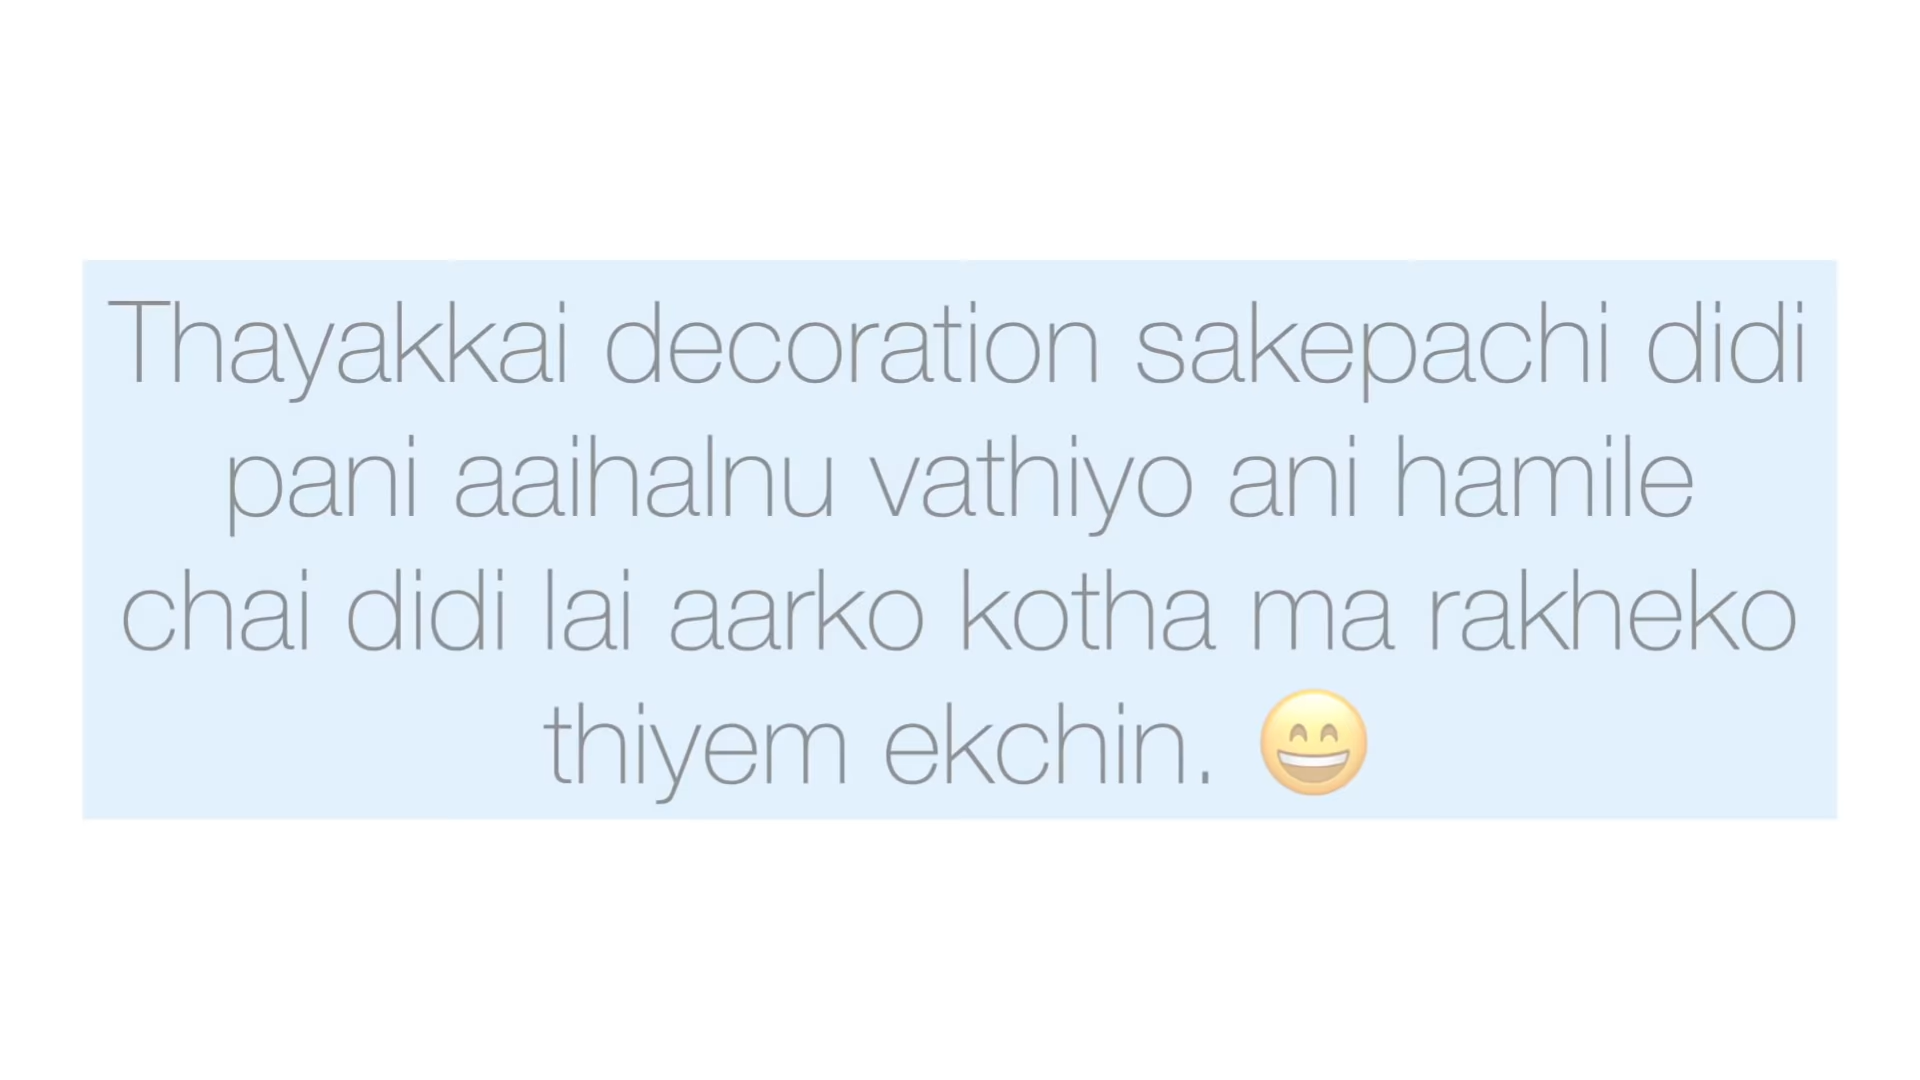 Thayakkai decoration sakepachi didi
pani aaihalnu vathiyo ani hamile
chai didi lai aarko kotha ma rakheko
thiyem ekchin. 😄